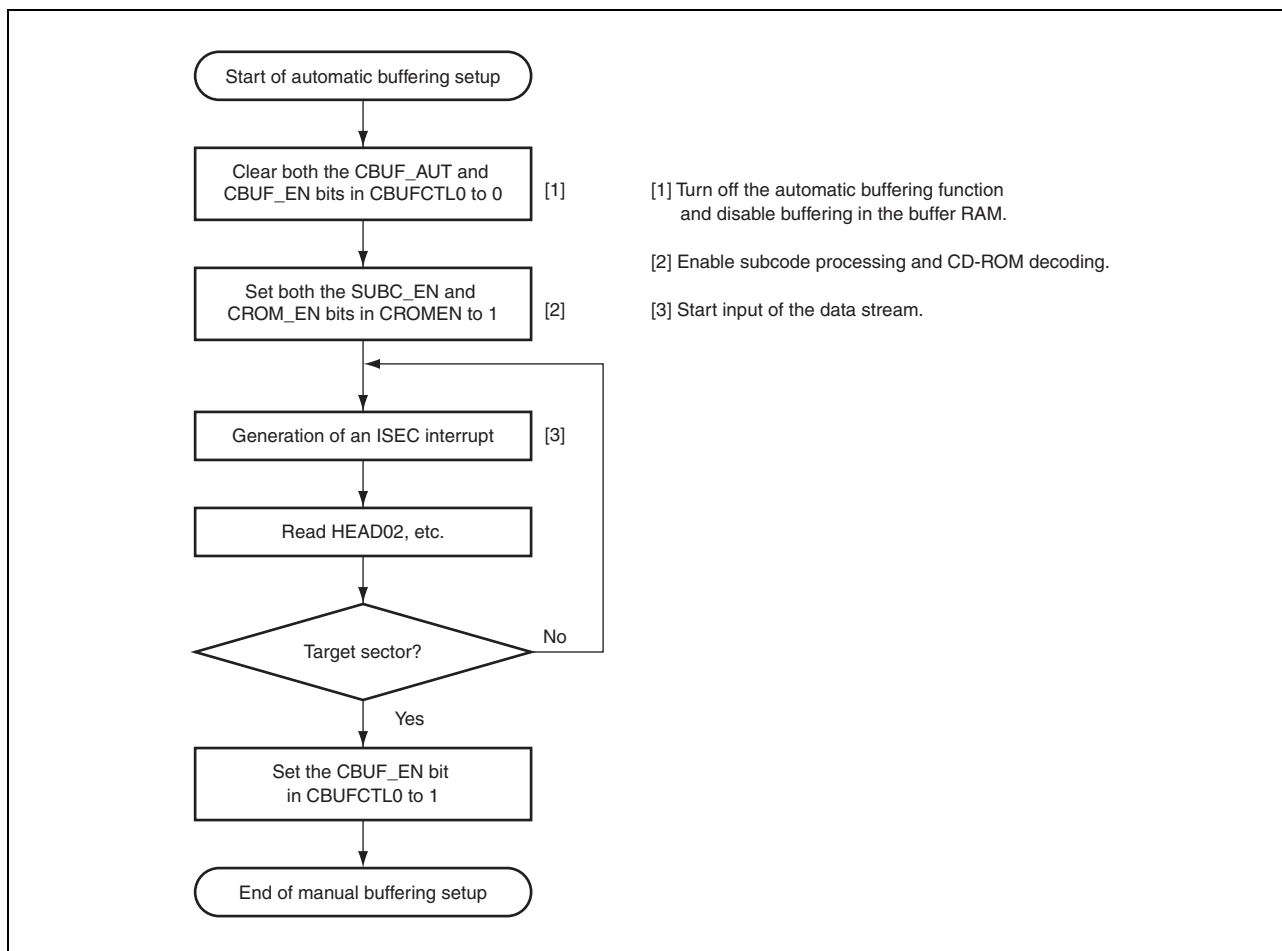 Start of automatic buffering setup
Clear both the CBUF_AUT and
CBUF_EN bits in CBUFCTL0 to 0
[1]
[1] Turn off the automatic buffering function
and disable buffering in the buffer RAM.
[2] Enable subcode processing and CD-ROM decoding.
Set both the SUBC_EN and
CROM_EN bits in CROMEN to 1
[2]
[3] Start input of the data stream.
Generation of an ISEC interrupt
[3]
Read HEAD02, etc.
Target sector?
No
Yes
Set the CBUF_EN bit
in CBUFCTL0 to 1
End of manual buffering setup